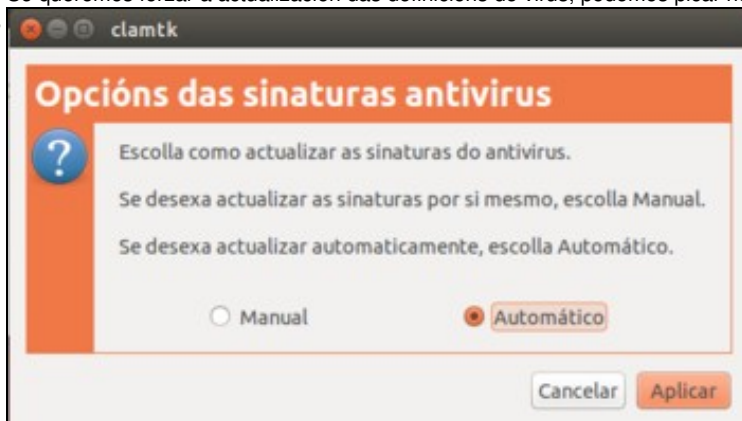 clamtk
Opcións das sinaturas antivirus
Escolla como actualizar as sinaturas do antivirus.
Se desexa actualizar as sinaturas por si mesmo, escolla Manual.
Se desexa actualizar automaticamente, escolla Automático.
Manual Automático
Cancelar Aplicar